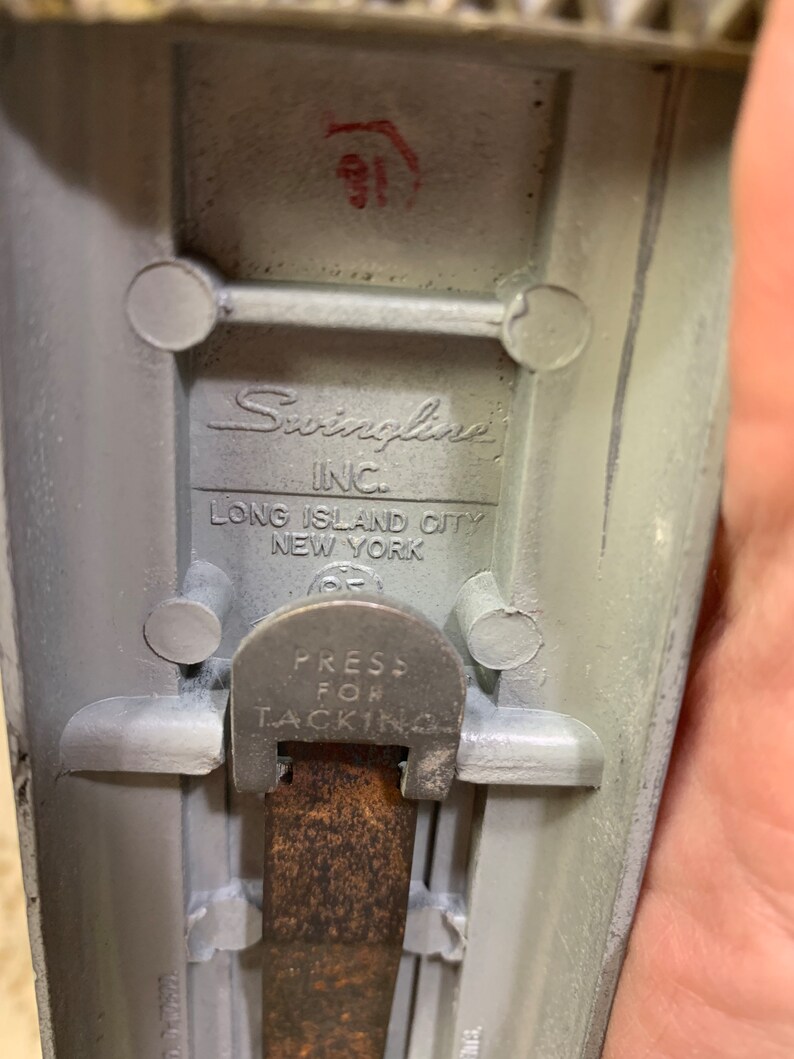 Swingline
INC.
LONG ISLAND CITY
NEW YORK
PRESS
FOR
TACKING